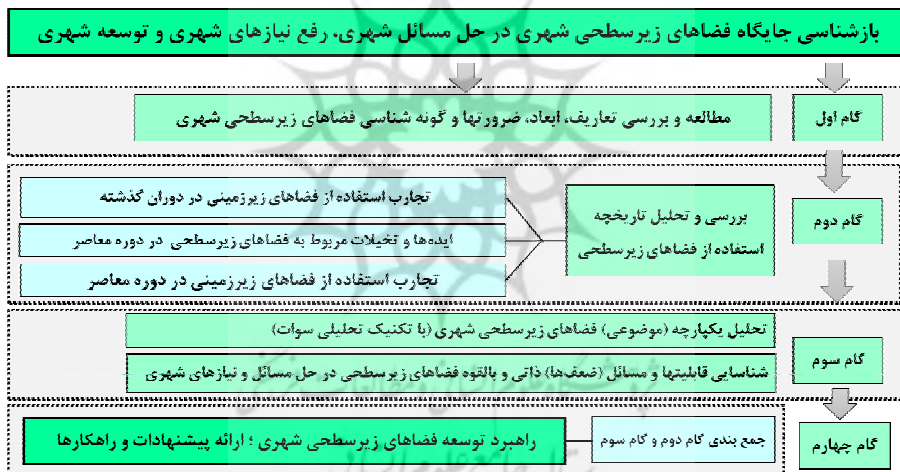 بازشناسی جایگاه فضاهای زیرسطحی شهری در حل مسائل شهری، رفع نیازهای شهری و توسعه شهری
گام اول
مطالعه و بررسی تعاریف، ابعاد، ضرورتها و گونه شناسی فضاهای زیرسطحی شهری
گام دوم
بررسی و تحلیل تاریخچه
استفاده از فضاهای زیرسطحی
تجارب استفاده از فضاهای زیرزمینی در دوران گذشته
ایده‌ها و تخیلات مربوط به فضاهای زیرسطحی در دوره معاصر
تجارب استفاده از فضاهای زیرزمینی در دوره معاصر
گام سوم
تحلیل یکپارچه (موضوعی) فضاهای زیرسطحی شهری (با تکنیک تحلیلی سوات)
شناسایی قابلیتها و مسائل (ضعف‌ها) ذاتی و بالقوه فضاهای زیرسطحی در حل مسائل و نیازهای شهری
گام چهارم
جمع بندی گام دوم و گام سوم
راهبرد توسعه فضاهای زیرسطحی شهری ؛ ارائه پیشنهادات و راهکارها